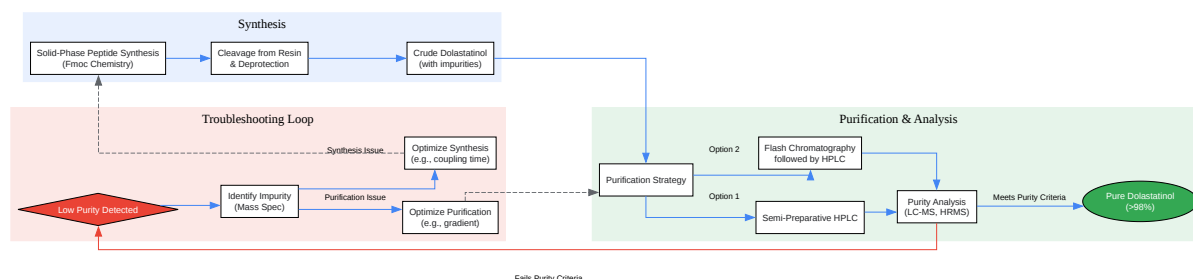 Synthesis
Solid-Phase Peptide Synthesis
(Fmoc Chemistry)
Cleavage from Resin
& Deprotection
Crude Dolastatinol
(with impurities)
Troubleshooting Loop
Synthesis Issue
Optimize Synthesis
(e.g., coupling time)
Low Purity Detected
Identify Impurity
(Mass Spec)
Purification Issue
Optimize Purification
(e.g., gradient)
Purification & Analysis
Purification Strategy
Option 2
Flash Chromatography
followed by HPLC
Option 1
Semi-Preparative HPLC
Purity Analysis
(LC-MS, HRMS)
Meets Purity Criteria
Pure Dolastatinol
(>98%)
Fails Purity Criteria